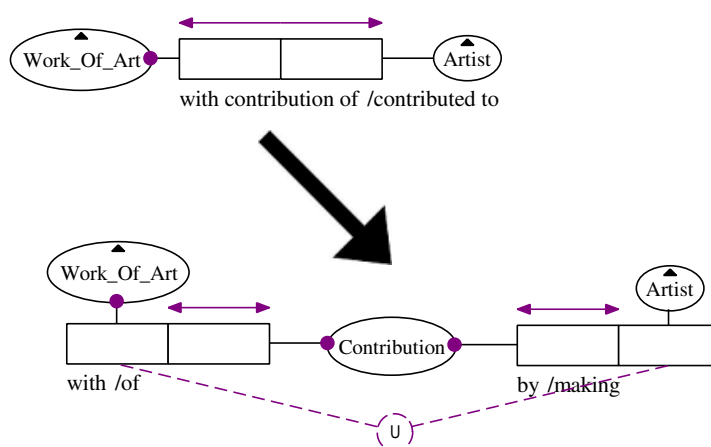 Work_Of_Art Artist
with contribution of /contributed to
Work_Of_Art Artist
Contribution
with /of by /making
U